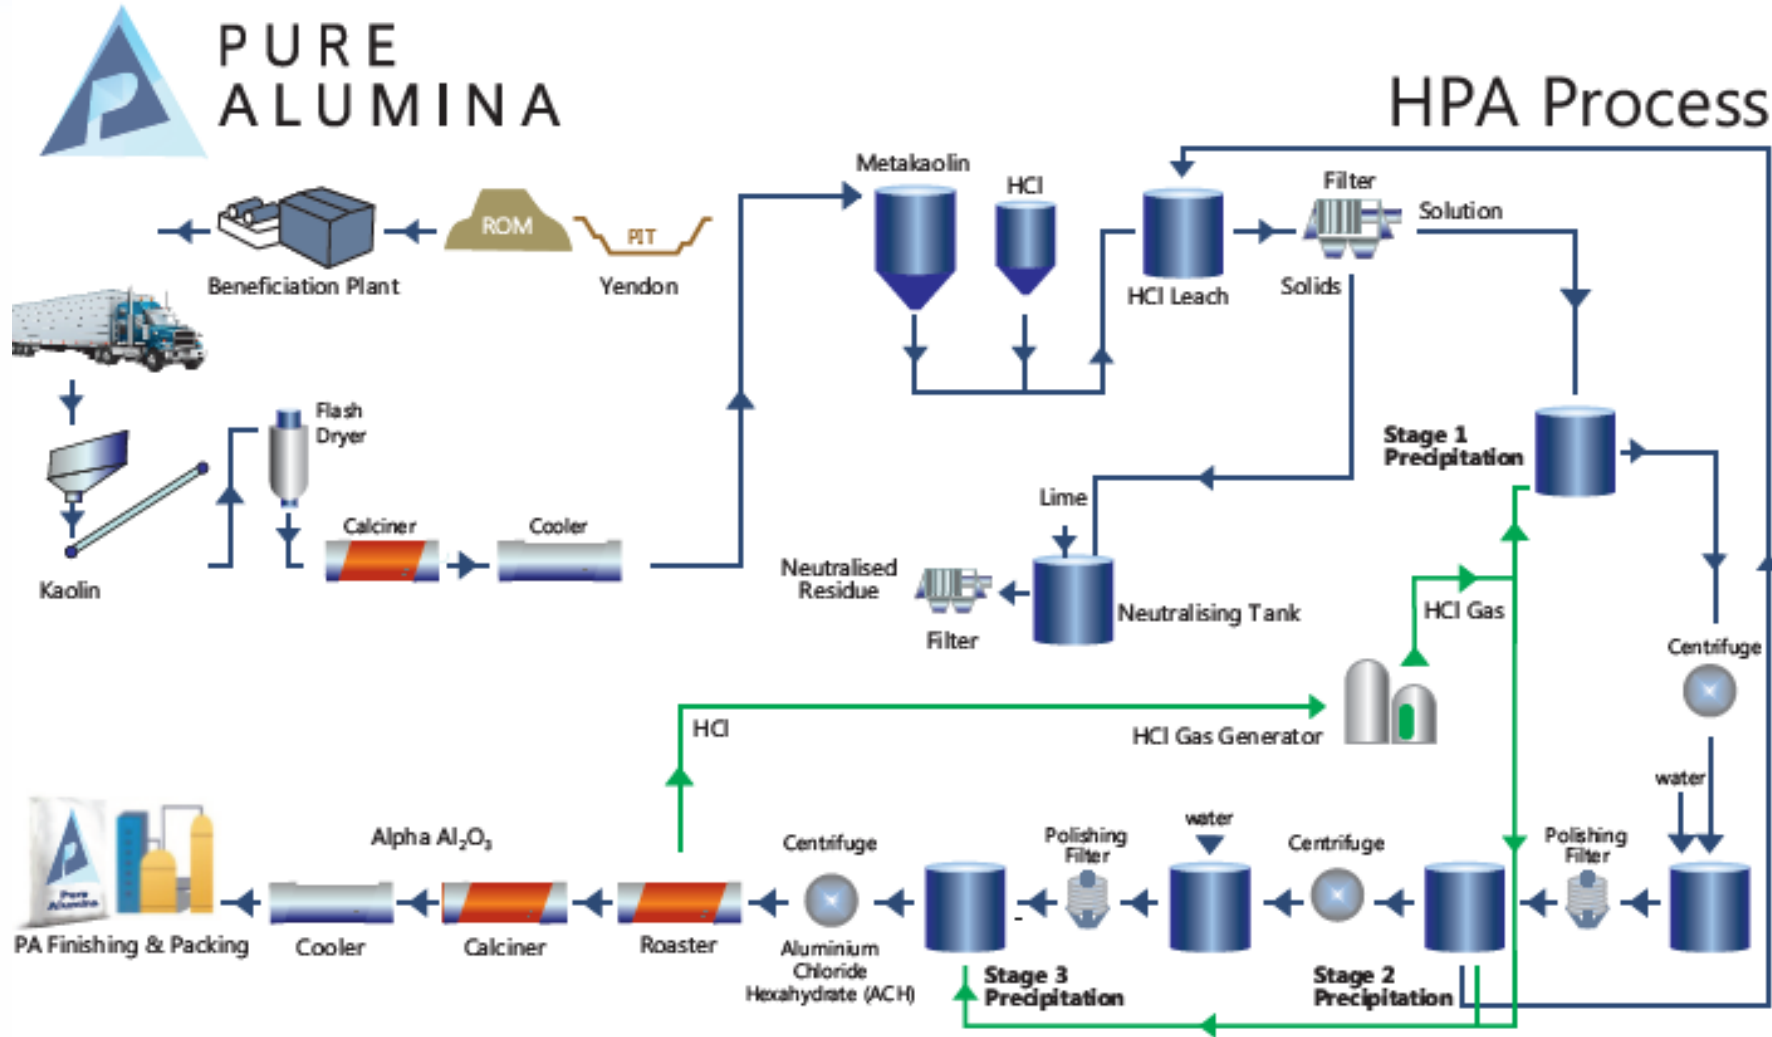 PURE
ALUMINA
HPA Process
Metakaolin
HCl
HCl Leach
Filter
Solution
Solids
ROM
PIT
Beneficiation Plant
Yendon
Flash
Dryer
Kaolin
Calciner
Cooler
Stage 1
Precipitation
Lime
Neutralised
Residue
Filter
Neutralising Tank
HCl Gas
Centrifuge
HCl
HCl Gas Generator
water
Polishing
Filter
Centrifuge
water
Polishing
Filter
Centrifuge
Alpha Al₂O₃
Pure
Alumina
PA Finishing & Packing
Cooler
Calciner
Roaster
Aluminium
Chloride
Hexahydrate (ACH)
Stage 3
Precipitation
Stage 2
Precipitation